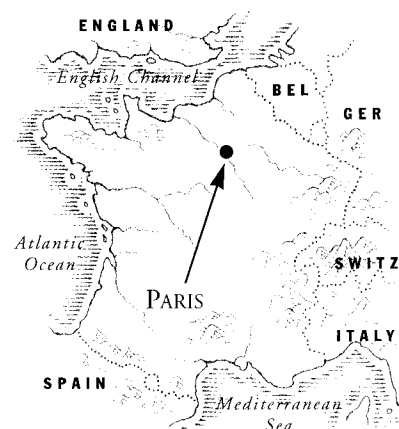 ENGLAND
English Channel
BEL
GER
Atlantic
Ocean
SWITZ
PARIS
ITALY
SPAIN
Mediterranean
Sea